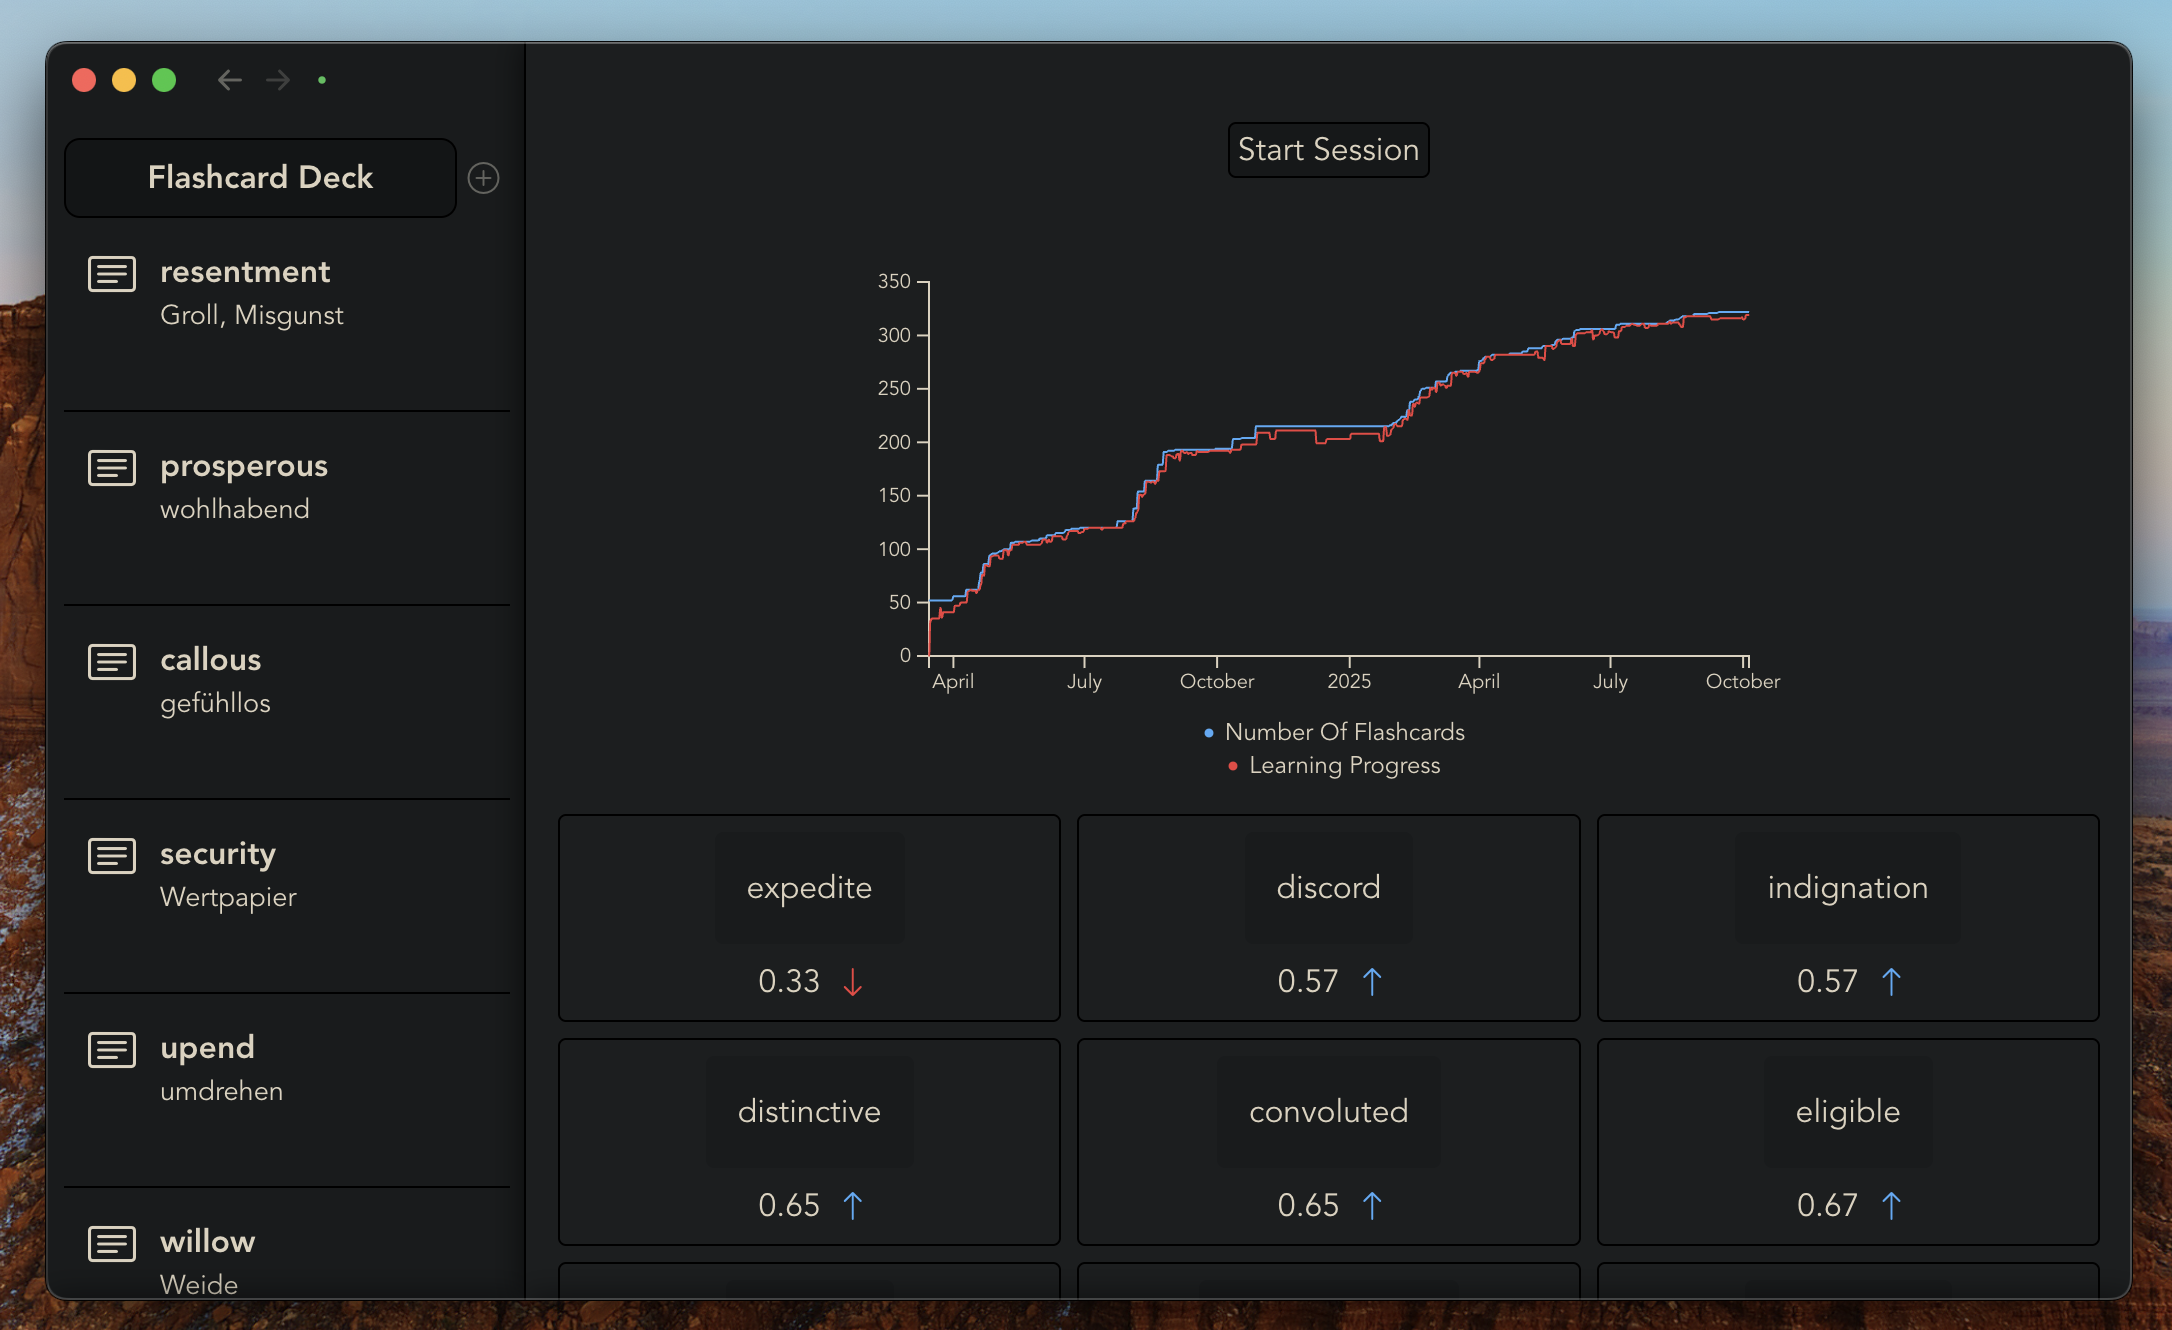 Flashcard Deck
resentment
Groll, Misgunst
prosperous
wohlhabend
callous
gefühllos
security
Wertpapier
upend
umdrehen
willow
Weide
Start Session
350
300
250
200
150
100
50
0
April July October 2025 April July October
Number Of Flashcards
Learning Progress
expedite
0.33
discord
0.57
indignation
0.57
distinctive
0.65
convoluted
0.65
eligible
0.67